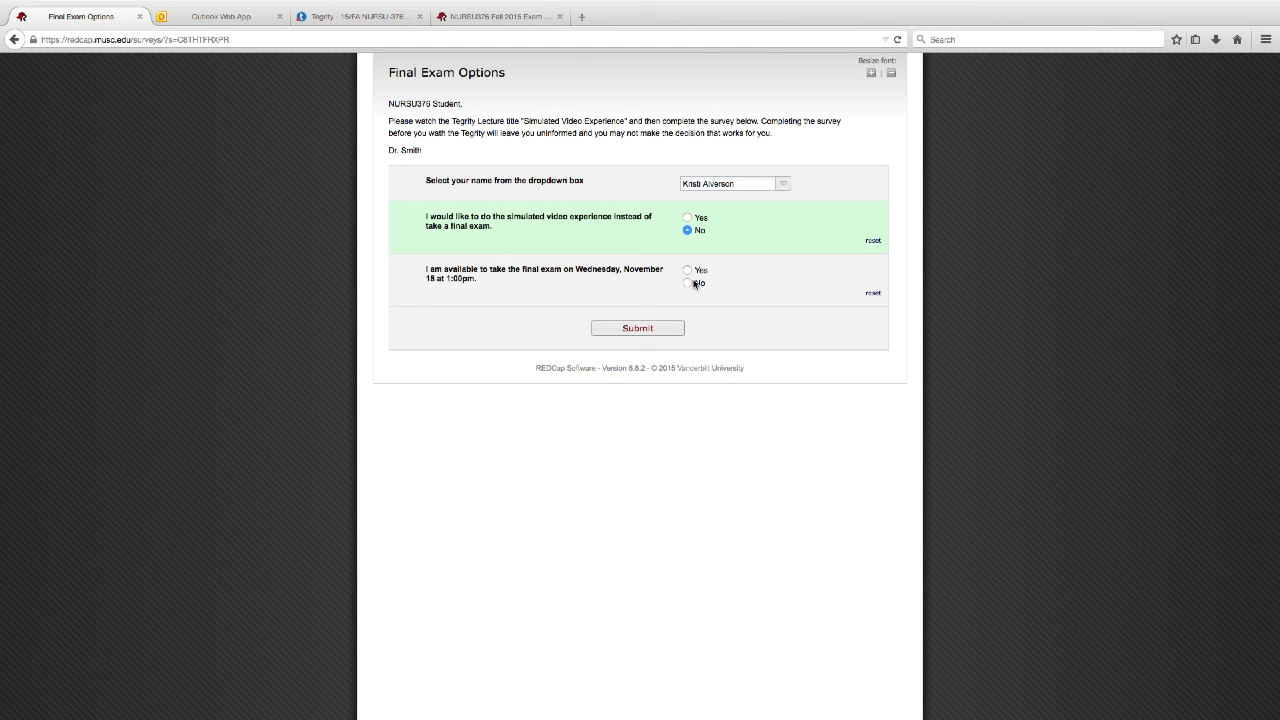 Final Exam Options
Outlook Web App
Tegrity - 15/FA NURSU-376...
NURSU376 Fall 2015 Exam ...
https://redcap.musc.edu/surveys/?s=C8THTFRXPR
Search
Resize font:
Final Exam Options
NURSU376 Student,
Please watch the Tegrity Lecture title "Simulated Video Experience" and then complete the survey below. Completing the survey
before you wath the Tegrity will leave you uninformed and you may not make the decision that works for you.
Dr. Smith
Select your name from the dropdown box
Kristi Alverson
I would like to do the simulated video experience instead of
take a final exam.
Yes
No
reset
I am available to take the final exam on Wednesday, November
18 at 1:00pm.
Yes
No
reset
Submit
REDCap Software - Version 6.8.2 - © 2015 Vanderbilt University